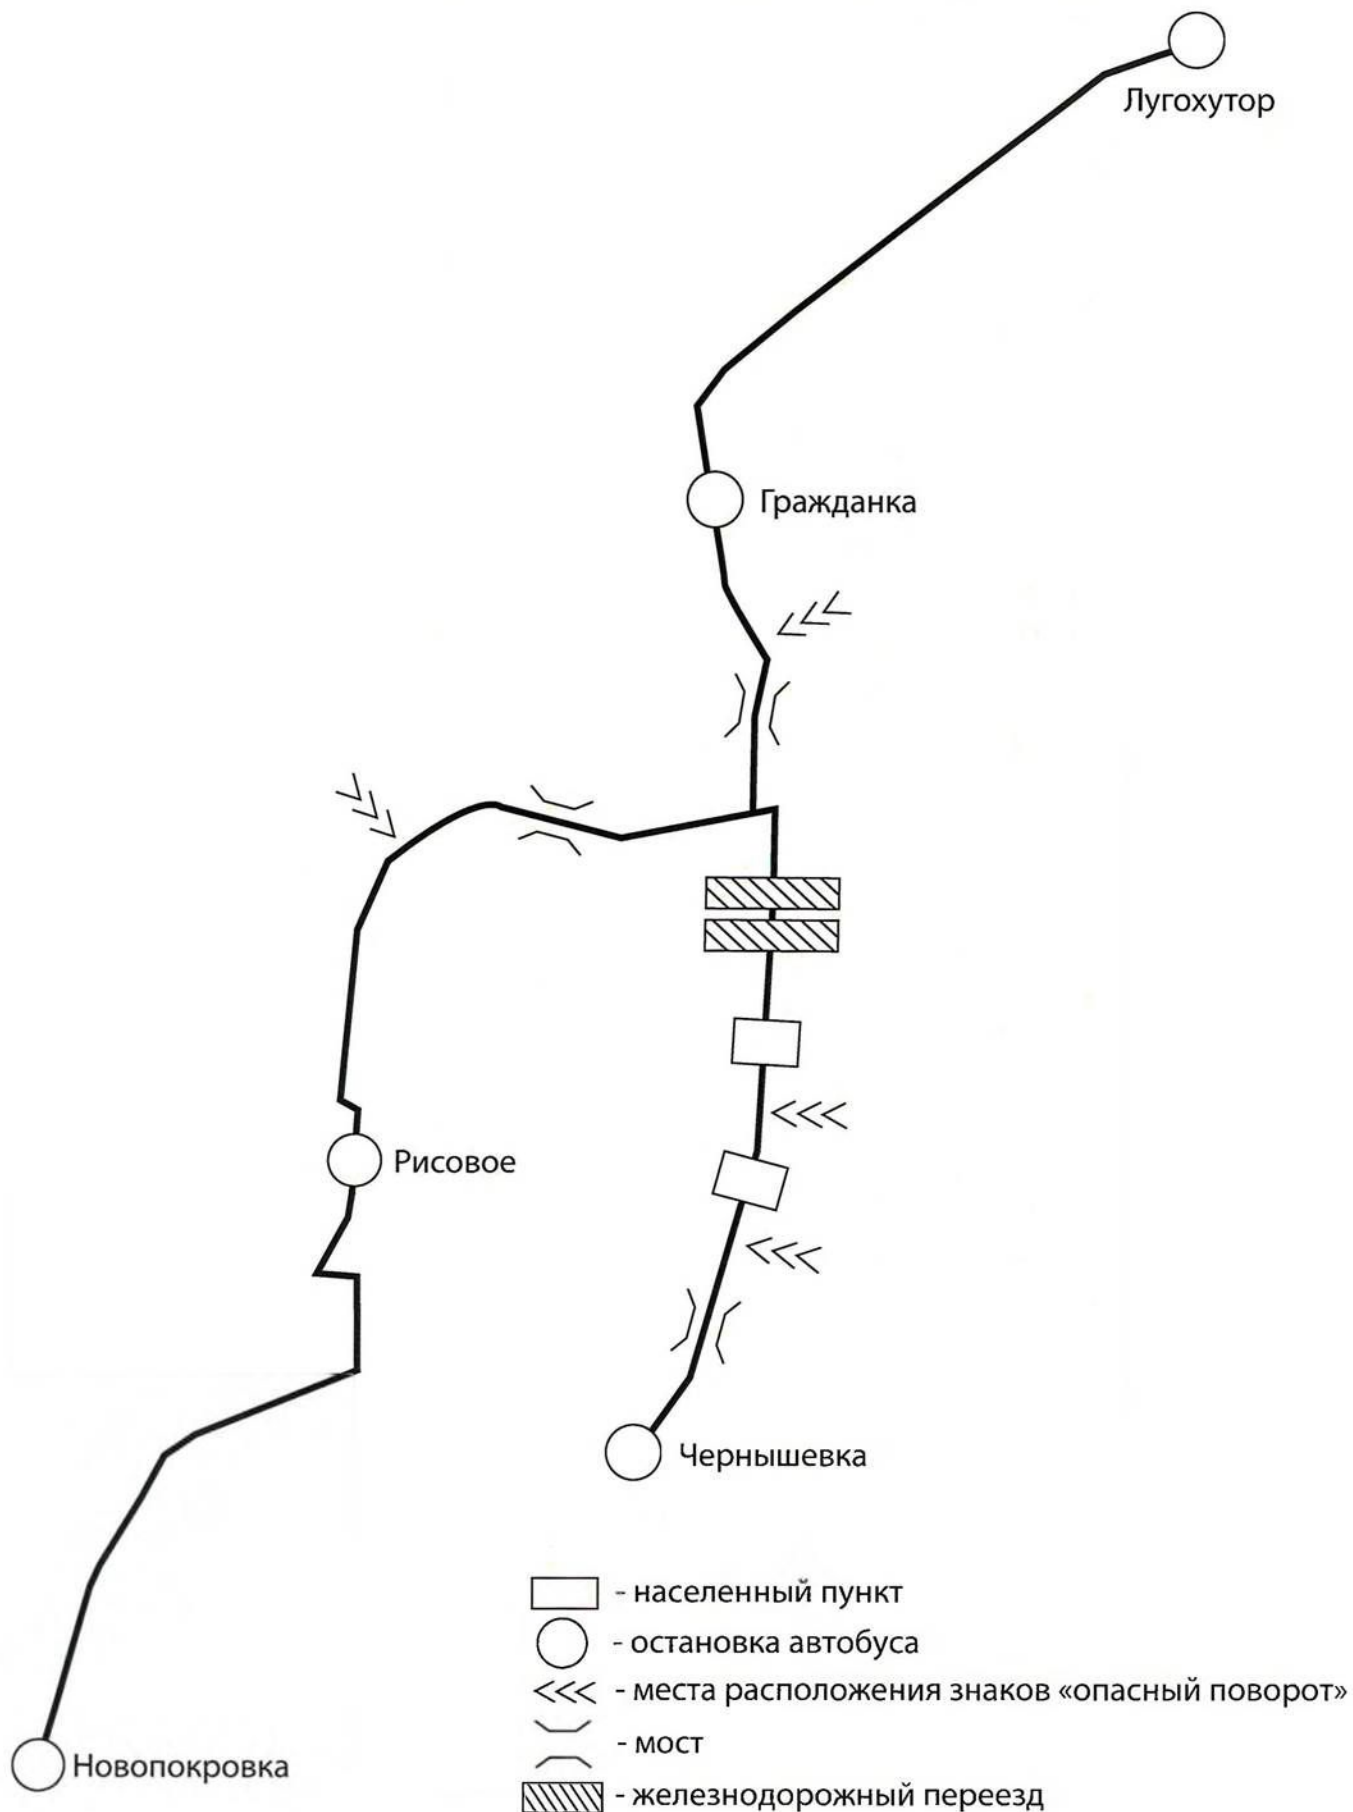 Лугохутор
Гражданка
Рисовое
Чернышевка
- населенный пункт
- остановка автобуса
- места расположения знаков «опасный поворот»
- мост
Новопокровка
- железнодорожный переезд